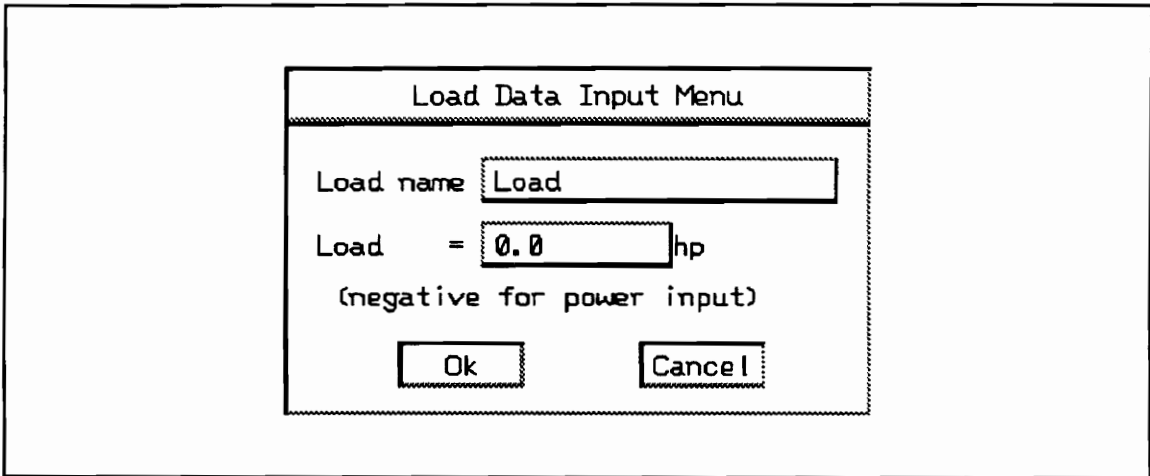 Load Data Input Menu
Load name Load
Load = 0.0 hp
(negative for power input)
Ok Cancel